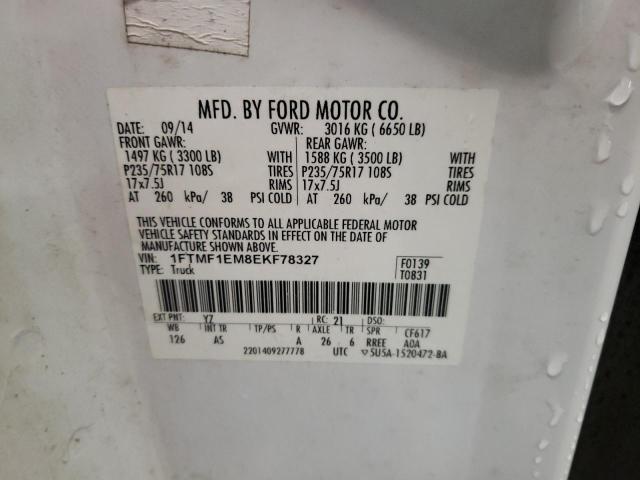 MFD. BY FORD MOTOR CO.
DATE: 09/14 GVWR: 3016 KG ( 6650 LB)
FRONT GAWR: REAR GAWR:
1497 KG ( 3300 LB) WITH 1588 KG ( 3500 LB) WITH
P235/75R17 108S TIRES P235/75R17 108S TIRES
17x7.5J RIMS 17x7.5J RIMS
AT 260 kPa/ 38 PSI COLD AT 260 kPa/ 38 PSI COLD
THIS VEHICLE CONFORMS TO ALL APPLICABLE FEDERAL MOTOR
VEHICLE SAFETY STANDARDS IN EFFECT ON THE DATE OF
MANUFACTURE SHOWN ABOVE.
VIN: 1FTMF1EM8EKF78327 F0139
TYPE: Truck T0831
EXT PNT: YZ RC: 21 DSO:
WB INT TR TP/PS R AXLE TR SPR CF617
126 AS A 26 6 RREE A0A
2201409277778 UTC 5U5A-1520472-BA